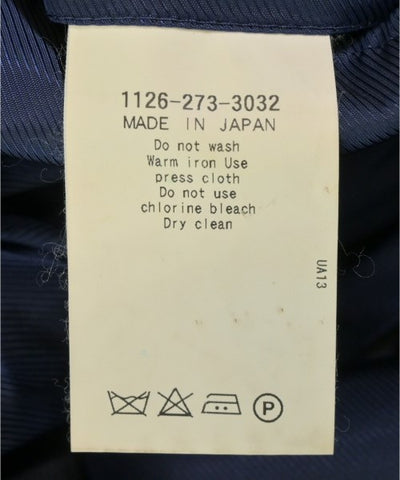 1126-273-3032
MADE IN JAPAN
Do not wash
Warm iron Use
press cloth
Do not use
chlorine bleach
Dry clean
UA13
P